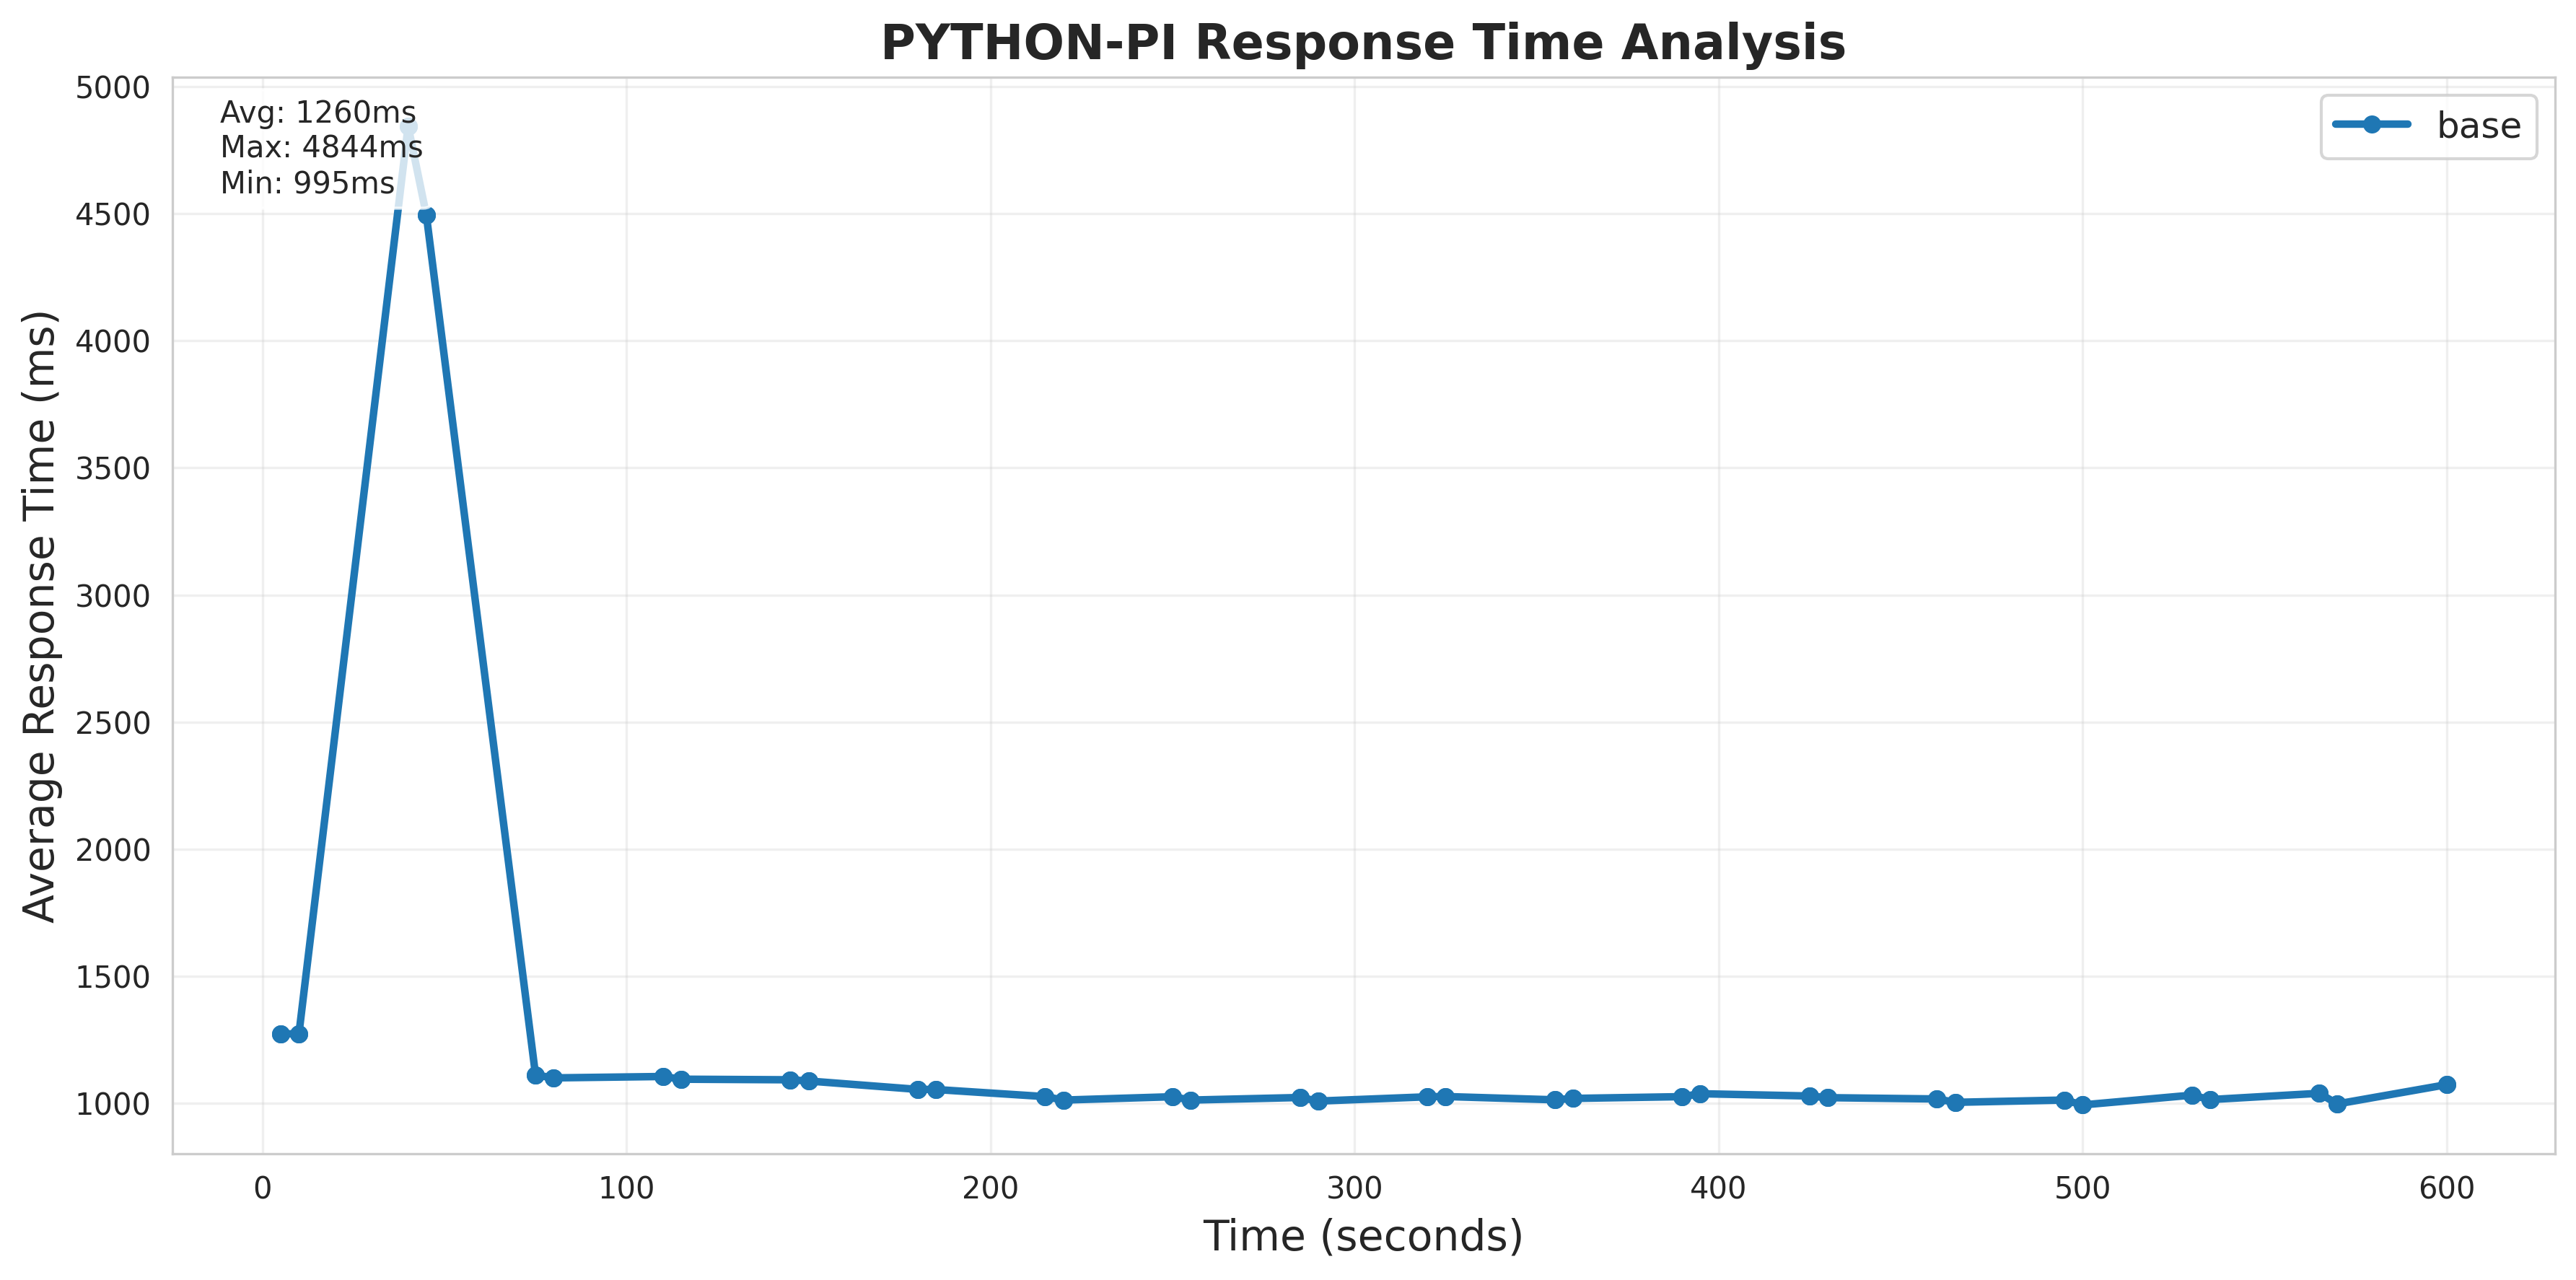 PYTHON-PI Response Time Analysis
Avg: 1260ms
Max: 4844ms
Min: 995ms
base
Average Response Time (ms)
5000
4500
4000
3500
3000
2500
2000
1500
1000
0 100 200 300 400 500 600
Time (seconds)